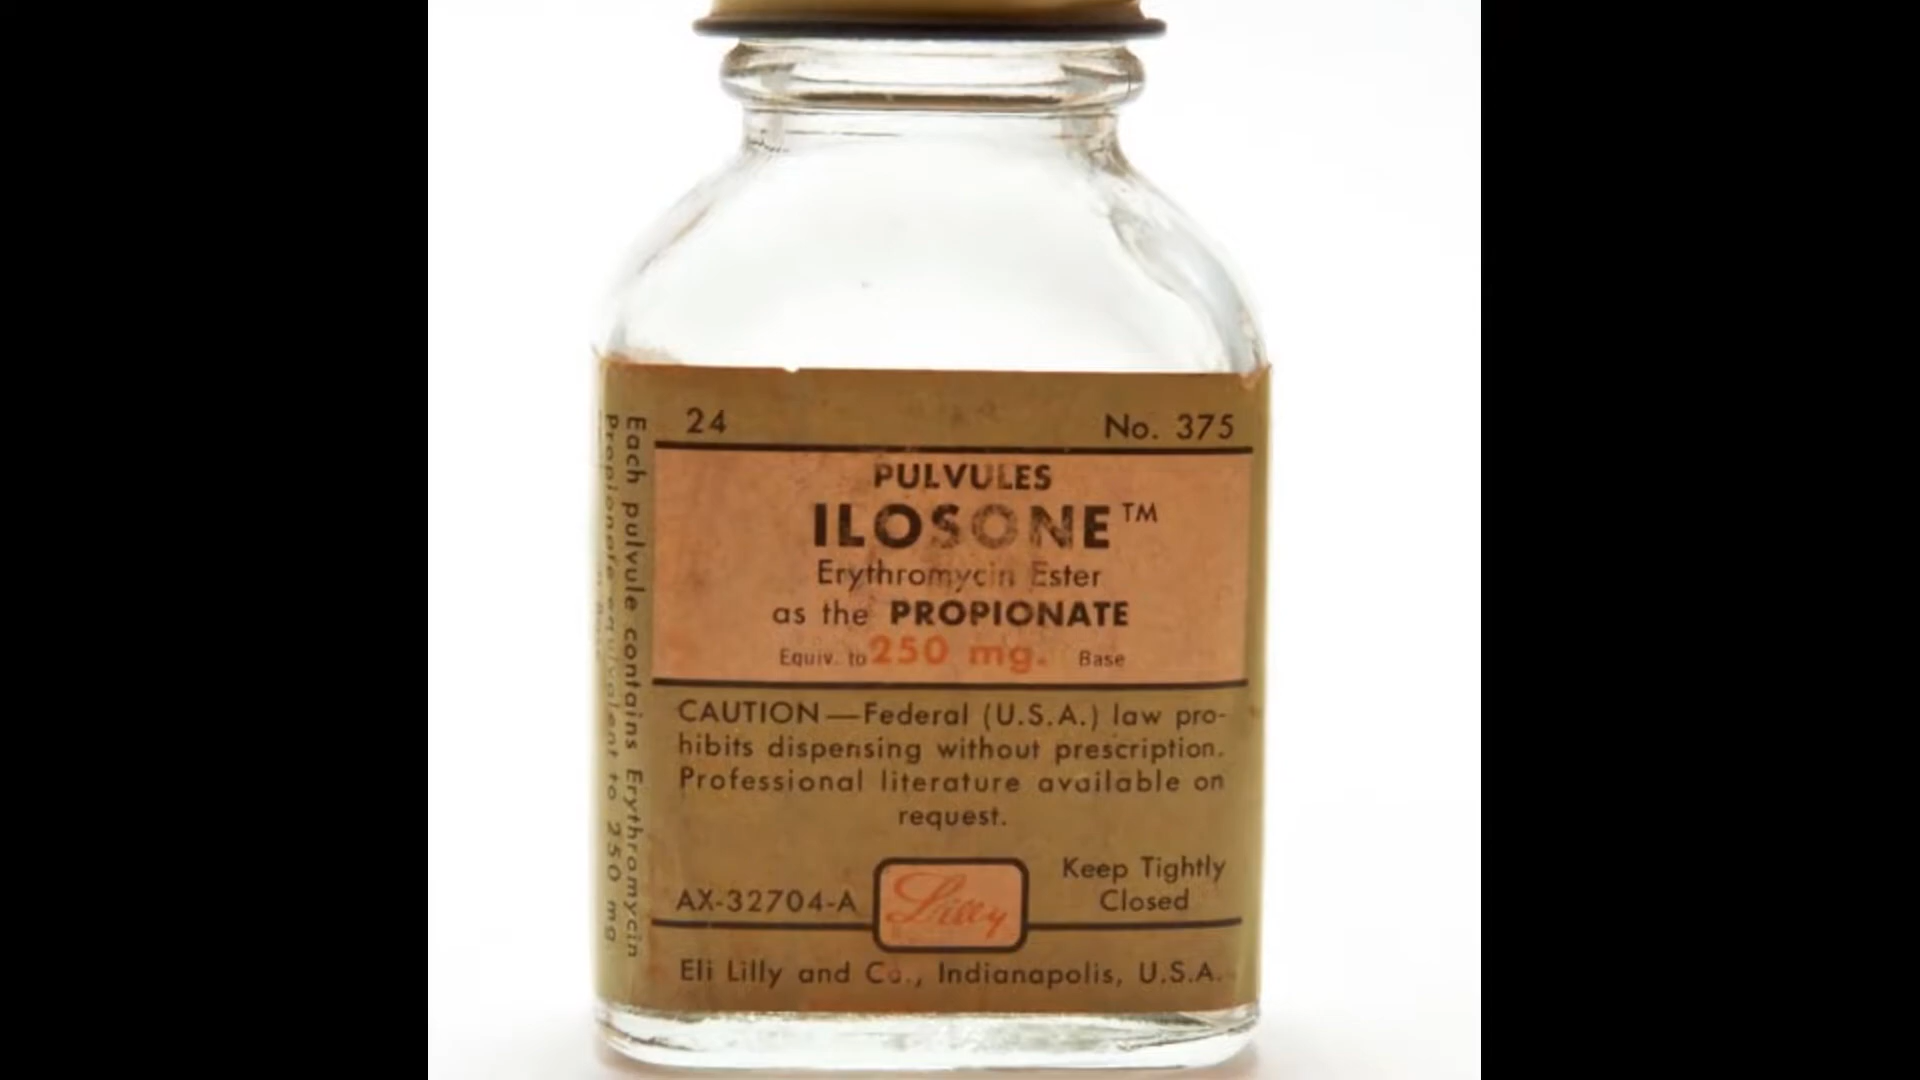 24
No. 375
PULVULES
ILOSONE™
Erythromycin Ester
as the PROPIONATE
Equiv. to 250 mg. Base
CAUTION—Federal (U.S.A.) law pro-
hibits dispensing without prescription.
Professional literature available on
request.
AX-32704-A
Lilly
Keep Tightly
Closed
Eli Lilly and Co., Indianapolis, U.S.A.
Each pulvule contains Erythromycin
Propionate equivalent to 250 mg.